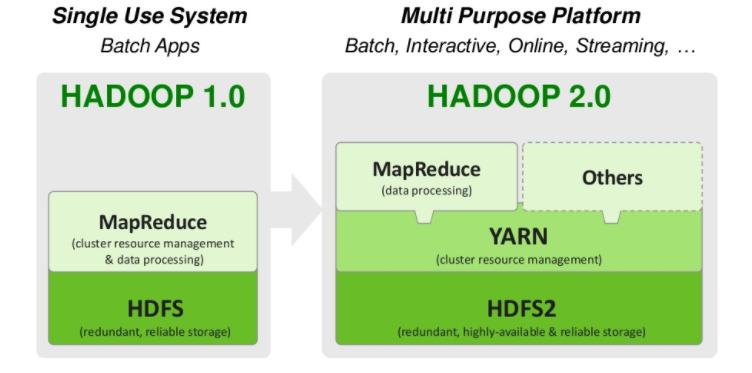 Single Use System
Batch Apps
HADOOP 1.0
MapReduce
(cluster resource management
& data processing)
HDFS
(redundant, reliable storage)
Multi Purpose Platform
Batch, Interactive, Online, Streaming, …
HADOOP 2.0
MapReduce
(data processing)
Others
YARN
(cluster resource management)
HDFS2
(redundant, highly-available & reliable storage)